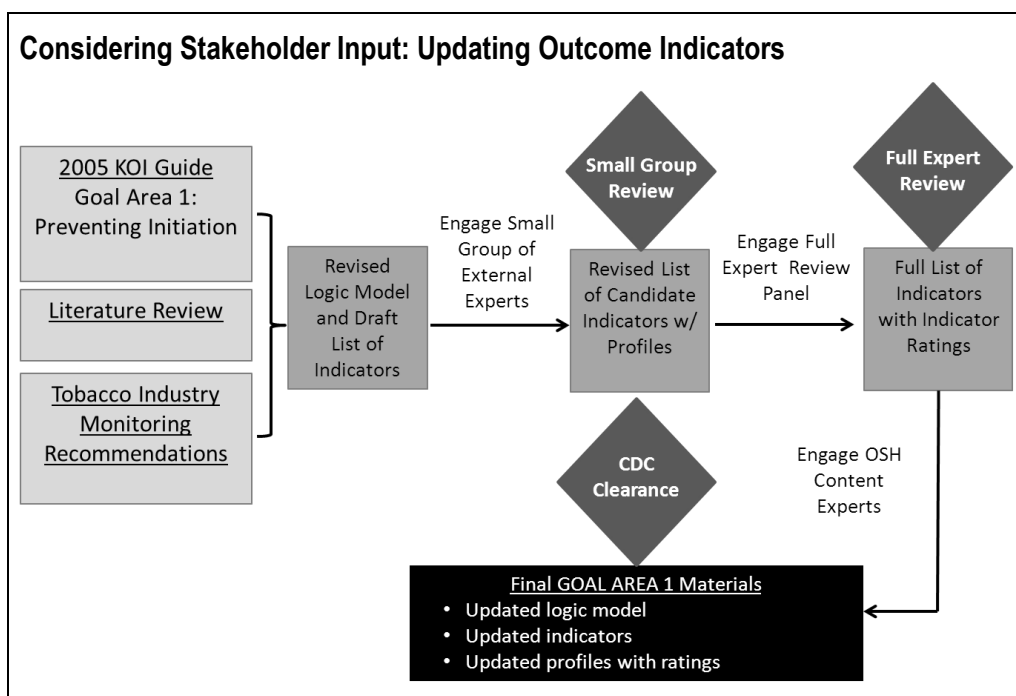 Considering Stakeholder Input: Updating Outcome Indicators
2005 KOI Guide
Goal Area 1:
Preventing Initiation
Literature Review
Tobacco Industry
Monitoring
Recommendations
Revised
Logic Model
and Draft
List of
Indicators
Engage Small
Group of
External
Experts
Small Group
Review
Revised List
of Candidate
Indicators w/
Profiles
Engage Full
Expert Review
Panel
Full Expert
Review
Full List of
Indicators
with Indicator
Ratings
Engage OSH
Content
Experts
CDC
Clearance
Final GOAL AREA 1 Materials
• Updated logic model
• Updated indicators
• Updated profiles with ratings